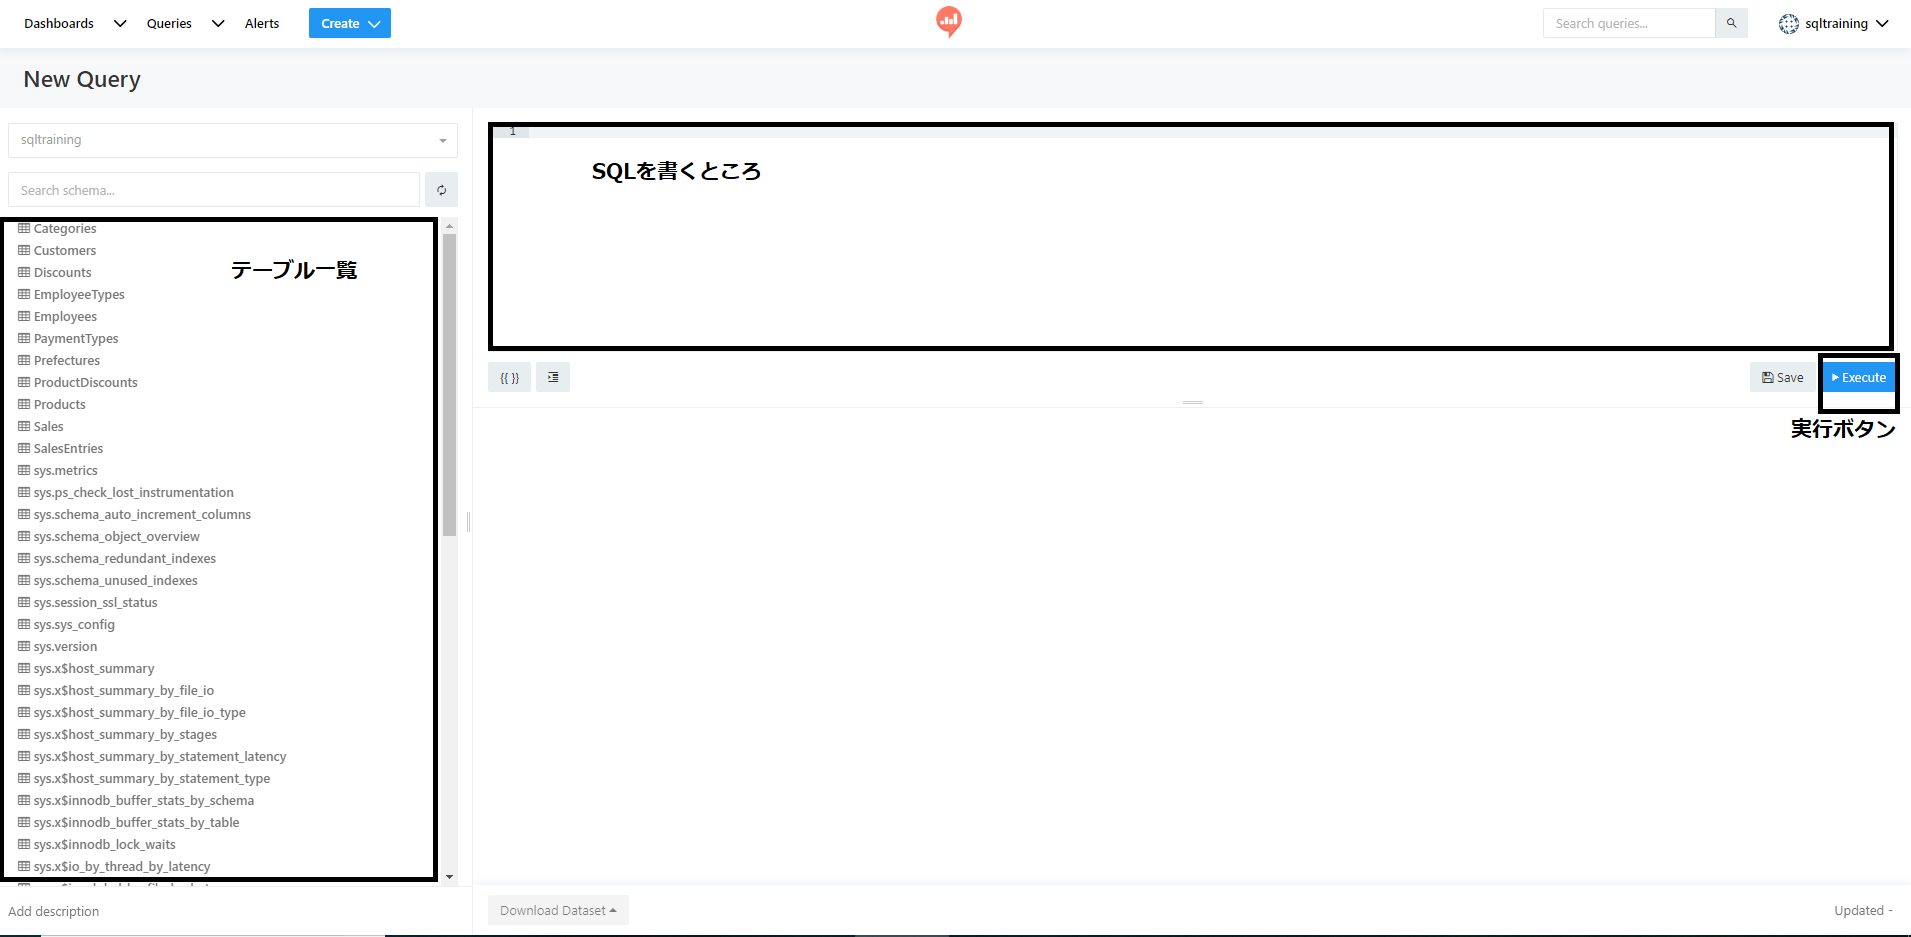 Dashboards Queries Alerts Create Search queries... sqltraining
New Query
sqltraining
Search schema...
Categories
Customers
Discounts
EmployeeTypes
Employees
PaymentTypes
Prefectures
ProductDiscounts
Products
Sales
SalesEntries
sys.metrics
sys.ps_check_lost_instrumentation
sys.schema_auto_increment_columns
sys.schema_object_overview
sys.schema_redundant_indexes
sys.schema_unused_indexes
sys.session_ssl_status
sys.sys_config
sys.version
sys.x$host_summary
sys.x$host_summary_by_file_io
sys.x$host_summary_by_file_io_type
sys.x$host_summary_by_stages
sys.x$host_summary_by_statement_latency
sys.x$host_summary_by_statement_type
sys.x$innodb_buffer_stats_by_schema
sys.x$innodb_buffer_stats_by_table
sys.x$innodb_lock_waits
sys.x$io_by_thread_by_latency
テーブル一覧
Add description
1
SQLを書くところ
{{ }} Save Execute
実行ボタン
Download Dataset Updated -